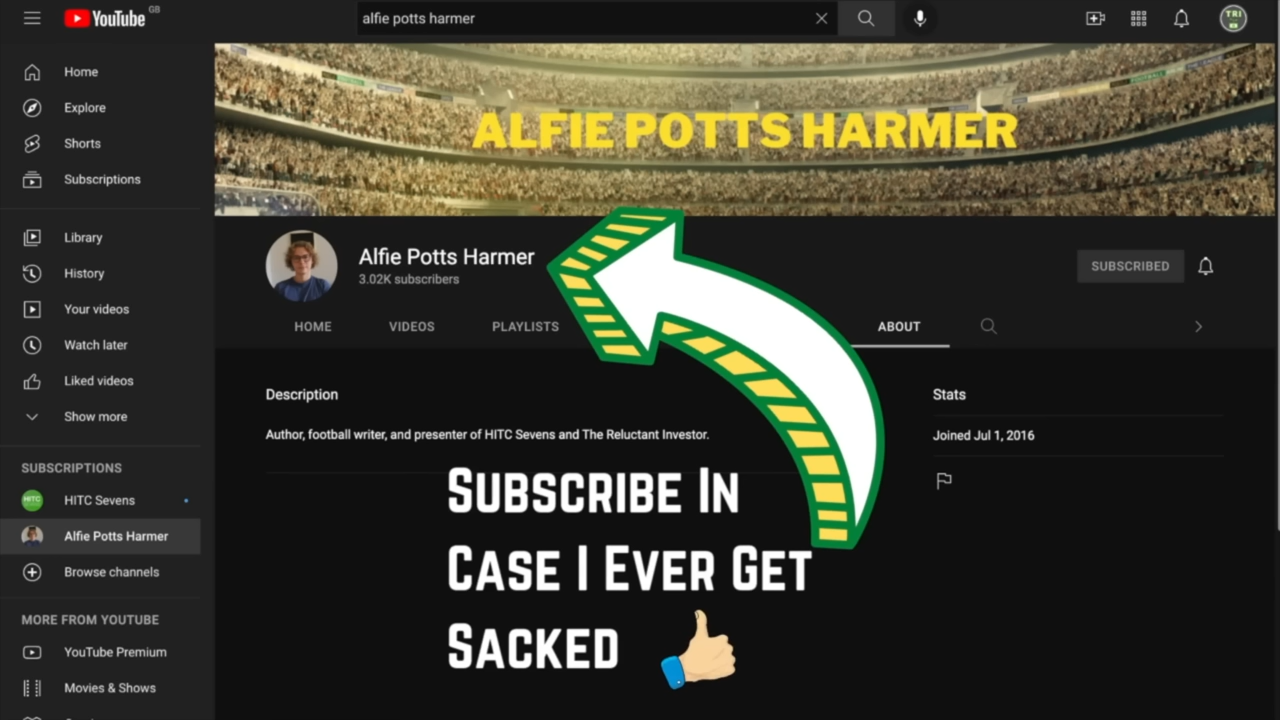 YouTube GB
alfie potts harmer
TRI
Home
Explore
Shorts
Subscriptions
Library
History
Your videos
Watch later
Liked videos
Show more
SUBSCRIPTIONS
HITC
HITC Sevens
Alfie Potts Harmer
Browse channels
MORE FROM YOUTUBE
YouTube Premium
Movies & Shows
ALFIE POTTS HARMER
Alfie Potts Harmer
3.02K subscribers
SUBSCRIBED
HOME VIDEOS PLAYLISTS ABOUT
Description
Author, football writer, and presenter of HITC Sevens and The Reluctant Investor.
Stats
Joined Jul 1, 2016
SUBSCRIBE IN
CASE I EVER GET
SACKED